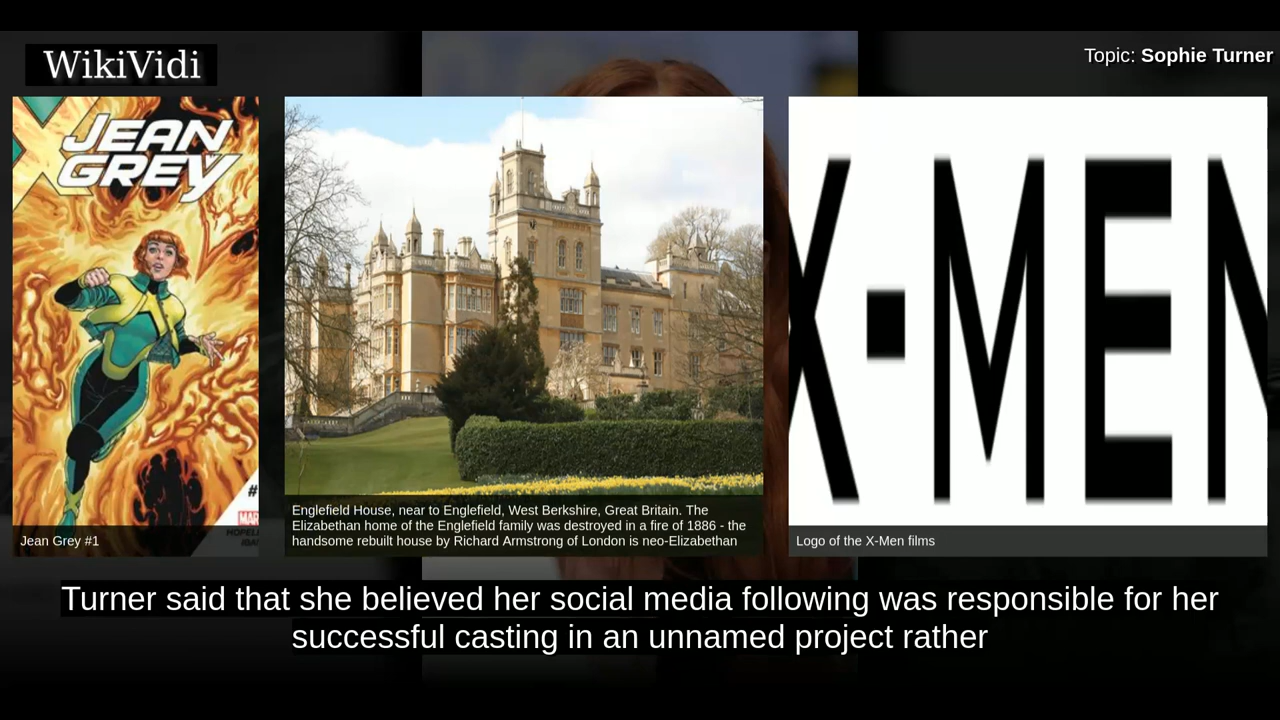 WikiVidi
Topic: Sophie Turner
JEAN
GREY
#
MAR
Jean Grey #1
Englefield House, near to Englefield, West Berkshire, Great Britain. The
Elizabethan home of the Englefield family was destroyed in a fire of 1886 - the
handsome rebuilt house by Richard Armstrong of London is neo-Elizabethan
X-MEN
Logo of the X-Men films
Turner said that she believed her social media following was responsible for her
successful casting in an unnamed project rather